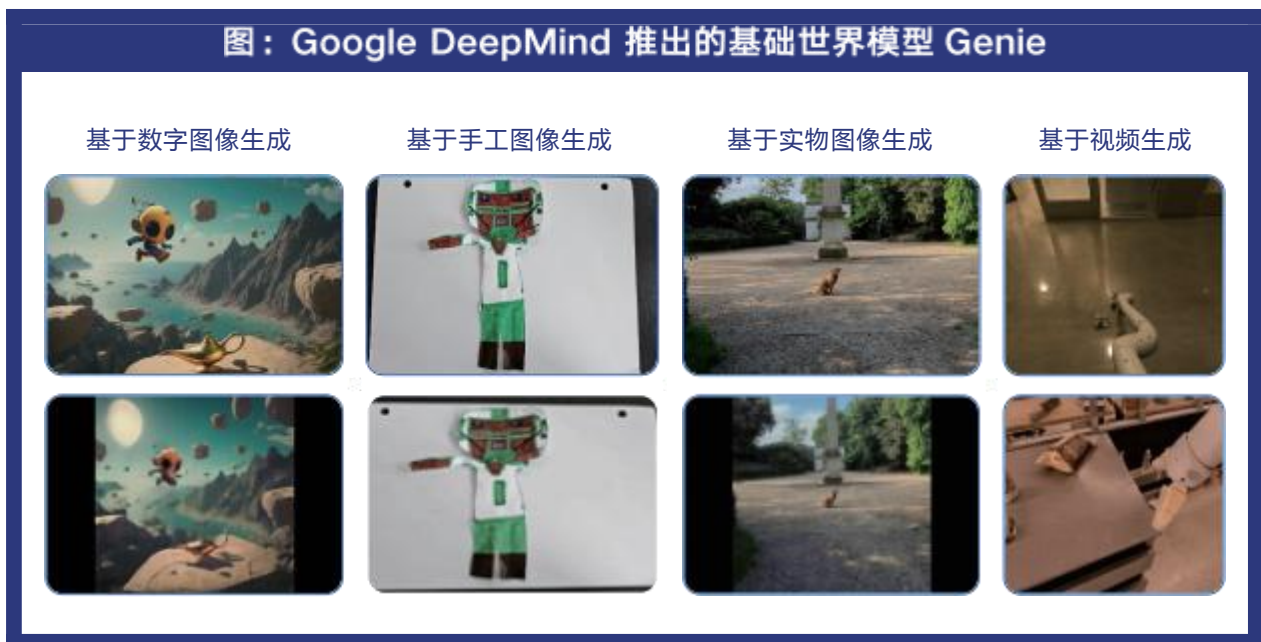 图：Google DeepMind 推出的基础世界模型 Genie
基于数字图像生成
基于手工图像生成
基于实物图像生成
基于视频生成